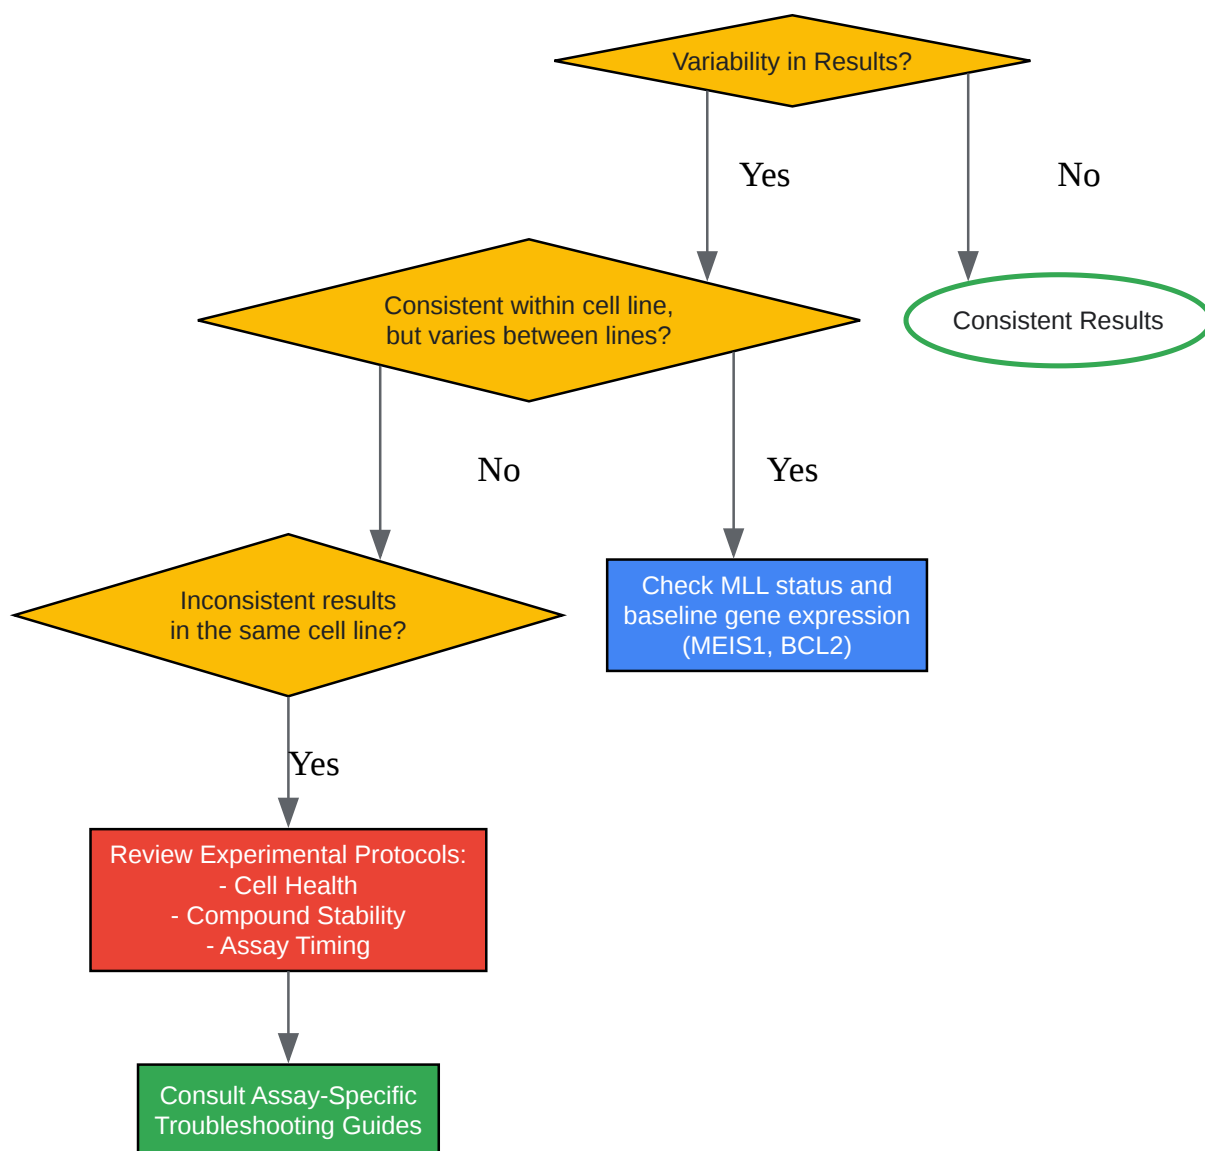 Variability in Results?
Yes
No
Consistent within cell line,
but varies between lines?
Consistent Results
No
Yes
Inconsistent results
in the same cell line?
Check MLL status and
baseline gene expression
(MEIS1, BCL2)
Yes
Review Experimental Protocols:
- Cell Health
- Compound Stability
- Assay Timing
Consult Assay-Specific
Troubleshooting Guides